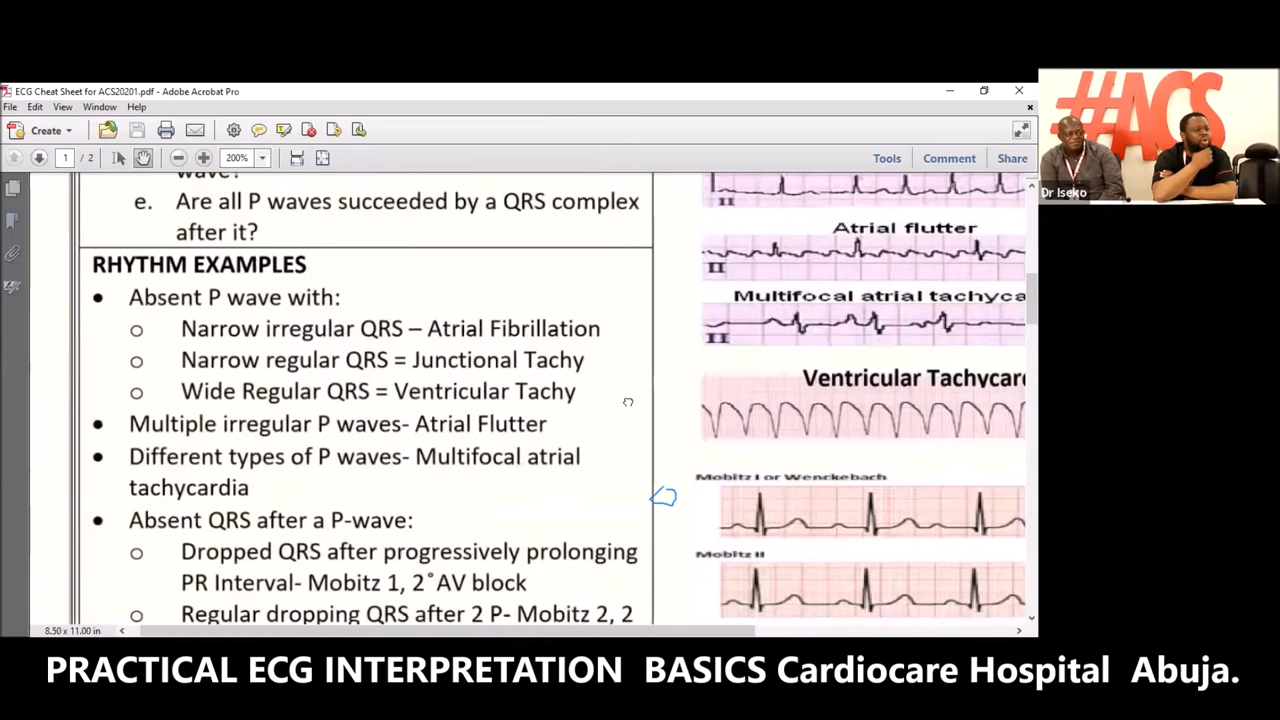 ECG Cheat Sheet for ACS20201.pdf - Adobe Acrobat Pro
File Edit View Window Help
Create
1 / 2
200%
Tools Comment Share
wave?
e. Are all P waves succeeded by a QRS complex
after it?
RHYTHM EXAMPLES
• Absent P wave with:
o Narrow irregular QRS – Atrial Fibrillation
o Narrow regular QRS = Junctional Tachy
o Wide Regular QRS = Ventricular Tachy
• Multiple irregular P waves- Atrial Flutter
• Different types of P waves- Multifocal atrial
tachycardia
• Absent QRS after a P-wave:
o Dropped QRS after progressively prolonging
PR Interval- Mobitz 1, 2˚AV block
o Regular dropping QRS after 2 P- Mobitz 2, 2
II
Atrial flutter
II
Multifocal atrial tachyca
II
Ventricular Tachycar
Mobitz I or Wenckebach
Mobitz II
8.50 x 11.00 in
#ACS
Dr Iseko
PRACTICAL ECG INTERPRETATION BASICS Cardiocare Hospital Abuja.